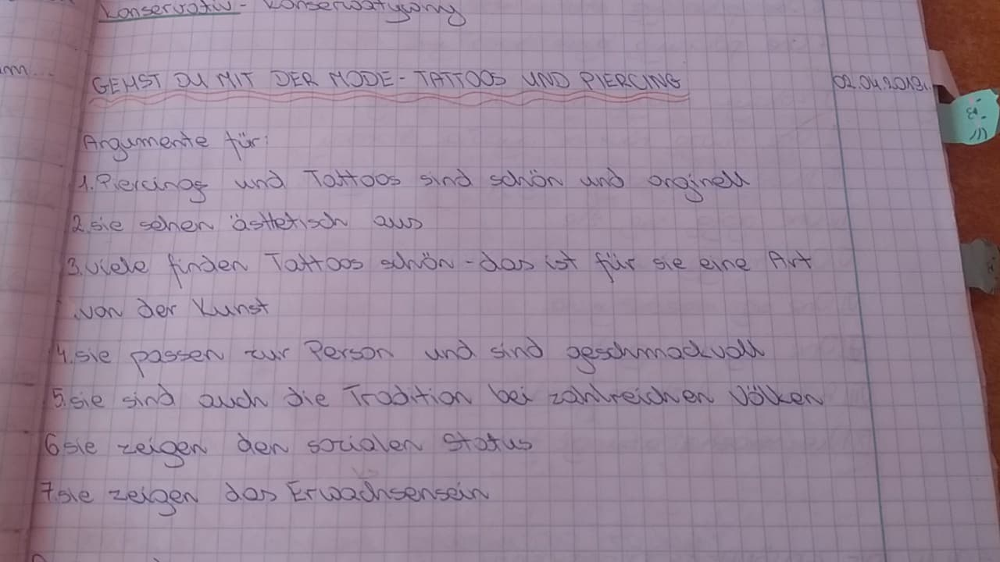 Konservativ - Konserwatywny
m...
GEHST DU MIT DER MODE - TATTOOS UND PIERCING 02.04.2019r.
Argumente für:
1. Piercings und Tattoos sind schön und orginell
2. sie sehen ästhetisch aus
3. viele finden Tattoos schön - das ist für sie eine Art
von der Kunst
4. sie passen zur Person und sind geschmackvoll
5. sie sind auch die Tradition bei zahlreichen Völken
6 sie zeigen den sozialen Status
7. sie zeigen das Erwachsensein